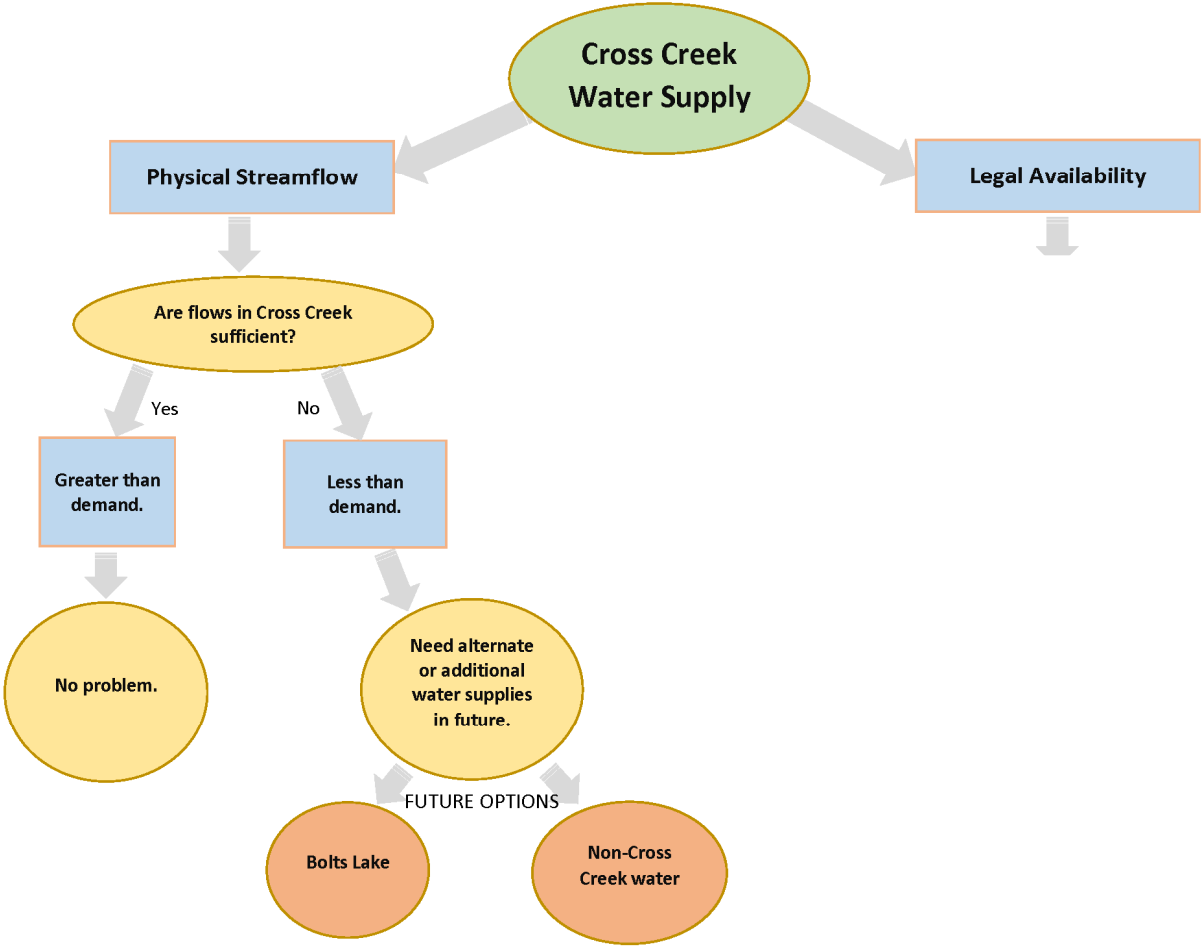 Cross Creek
Water Supply
Physical Streamflow
Legal Availability
Are flows in Cross Creek
sufficient?
Yes
No
Greater than
demand.
Less than
demand.
No problem.
Need alternate
or additional
water supplies
in future.
FUTURE OPTIONS
Bolts Lake
Non-Cross
Creek water